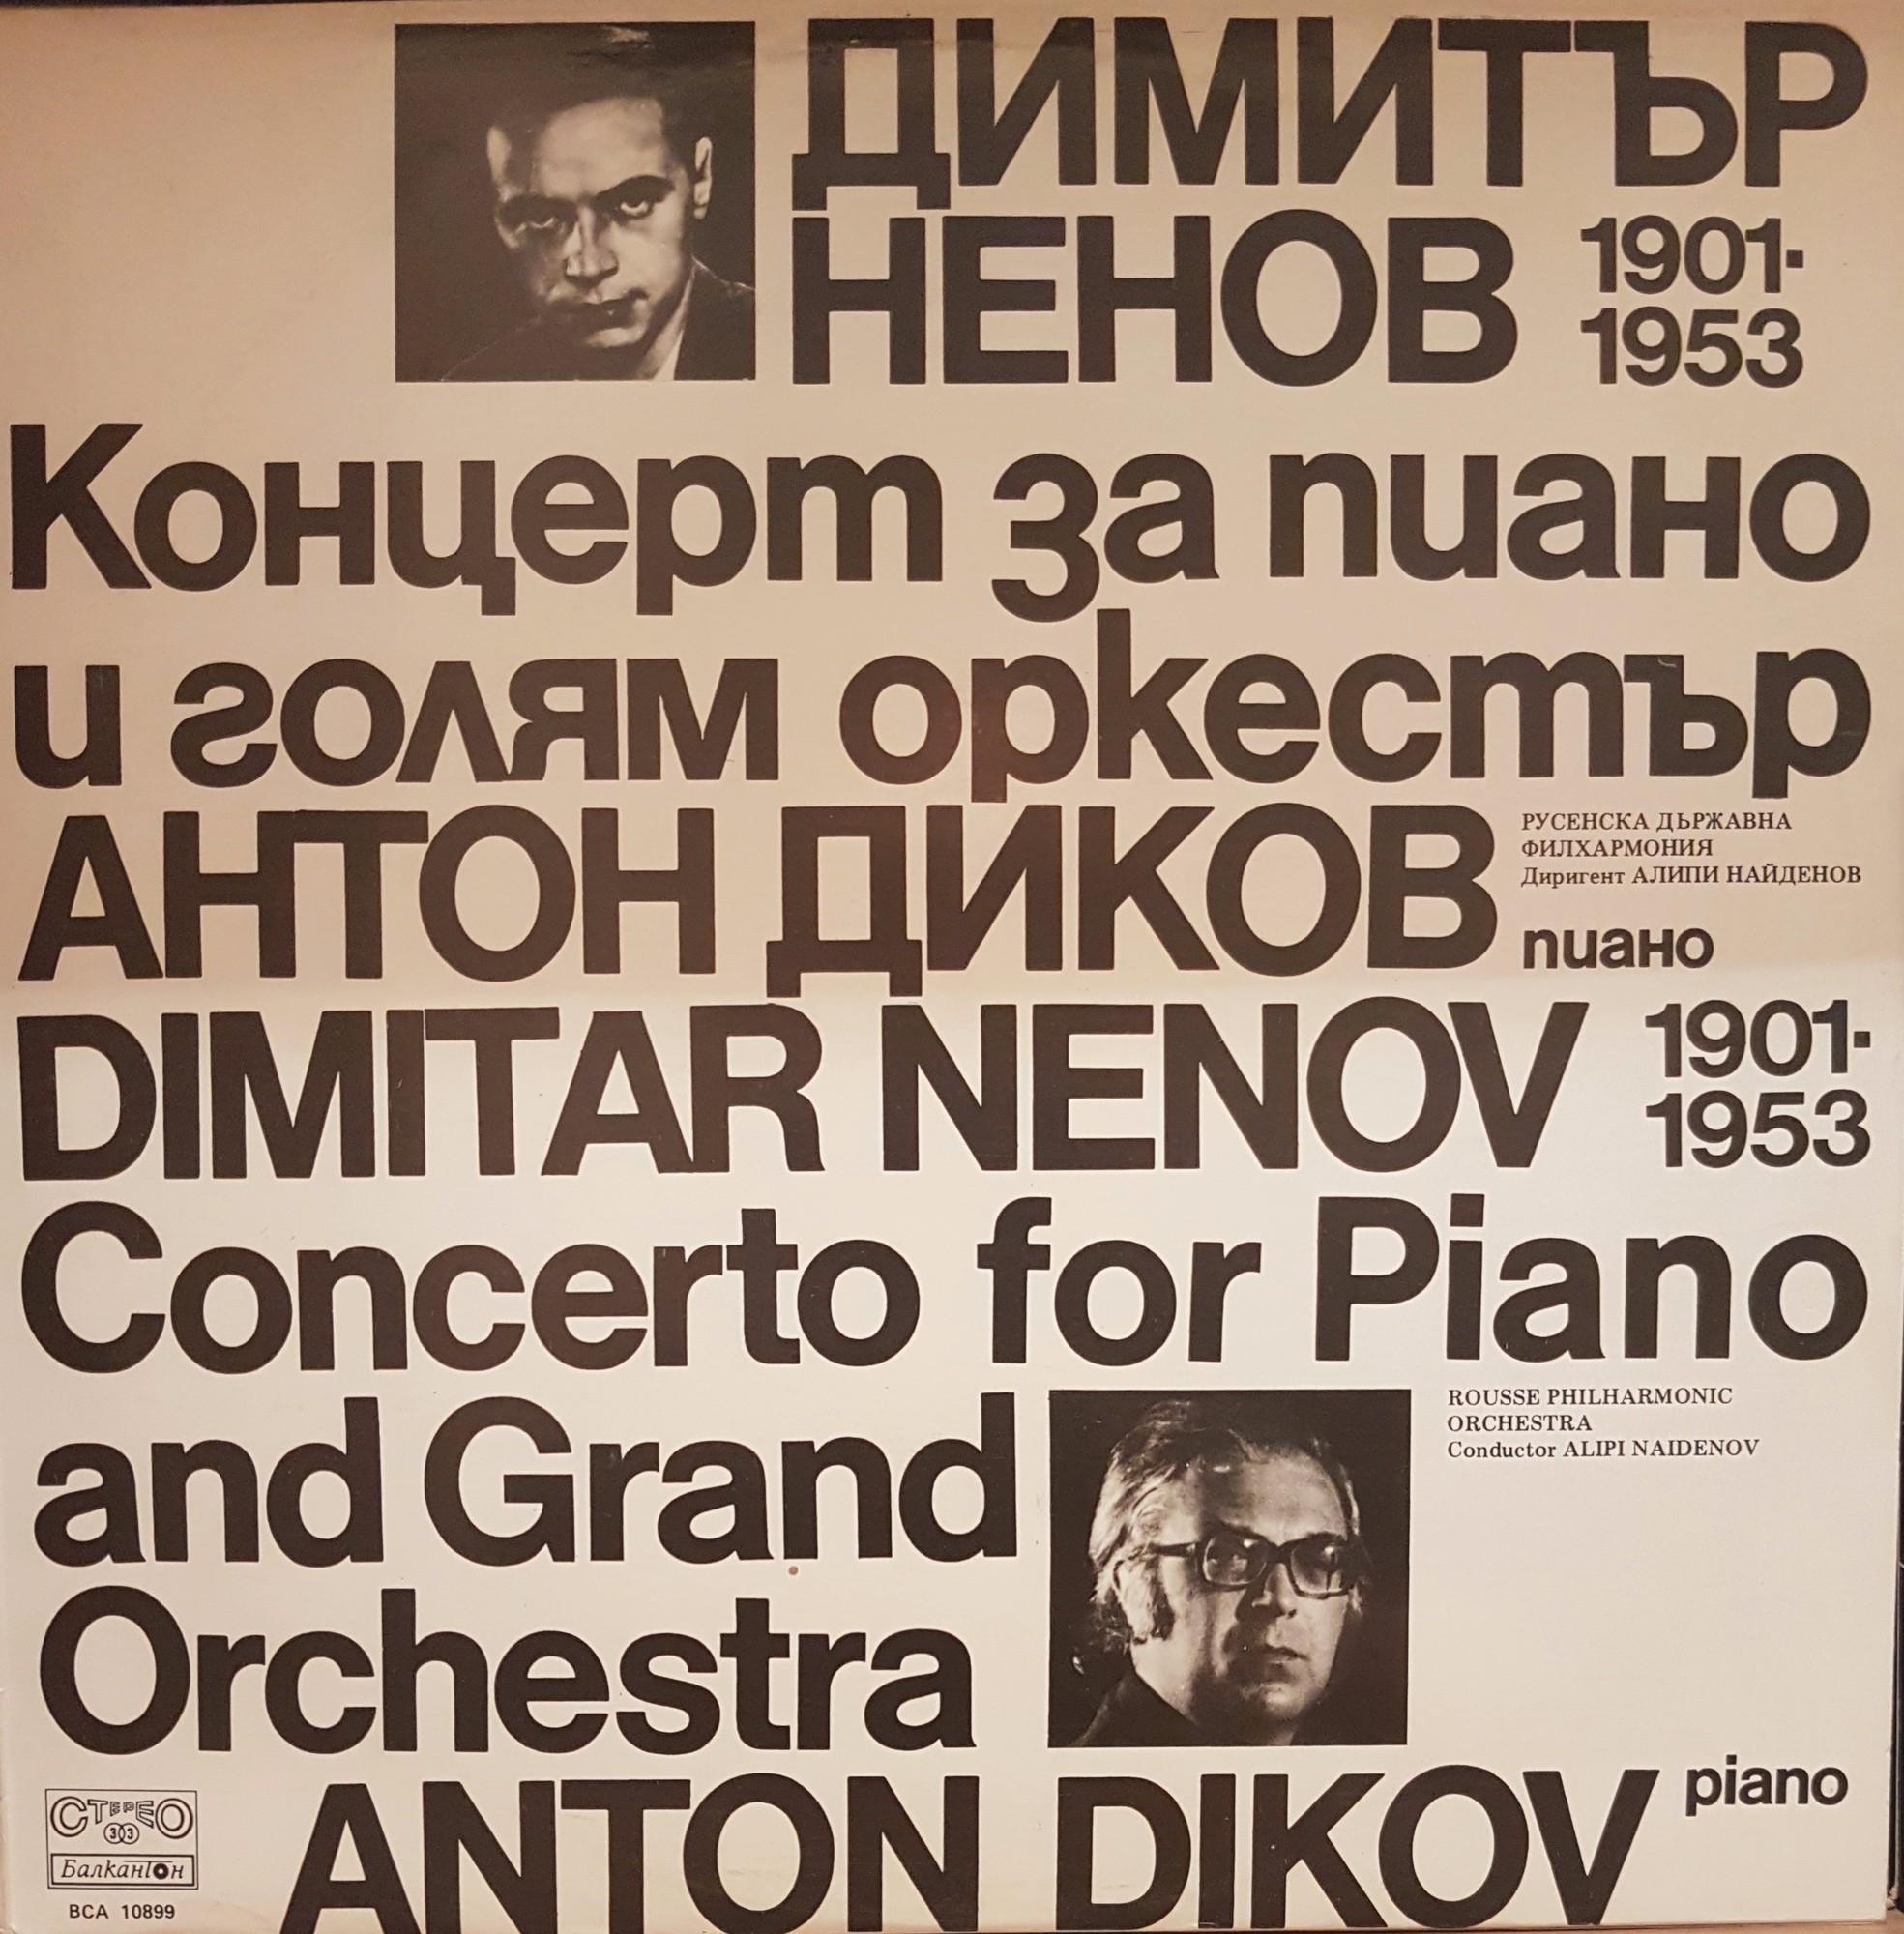 ДИМИТЪР
НЕНОВ
1901-
1953
Концерт за пиано
и голям оркестър
АНТОН ДИКОВ
РУСЕНСКА ДЪРЖАВНА
ФИЛХАРМОНИЯ
Диригент АЛИПИ НАЙДЕНОВ
пиано
DIMITAR NENOV
1901-
1953
Concerto for Piano
and Grand
Orchestra
ROUSSE PHILHARMONIC
ORCHESTRA
Conductor ALIPI NAIDENOV
ANTON DIKOV
piano
СТЕРЕО
33
Балкантон
ВСА 10899